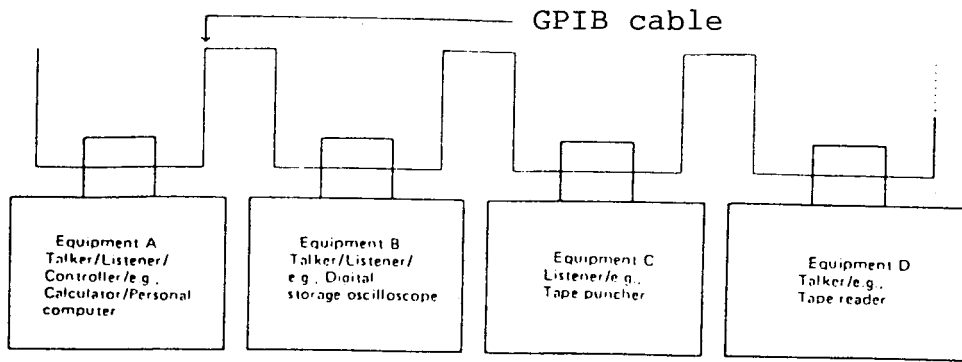 GPIB cable
Equipment A
Talker/Listener/
Controller/e.g.,
Calculator/Personal
computer
Equipment B
Talker/Listener/
e.g., Digital
storage oscilloscope
Equipment C
Listener/e.g.,
Tape puncher
Equipment D
Talker/e.g.,
Tape reader